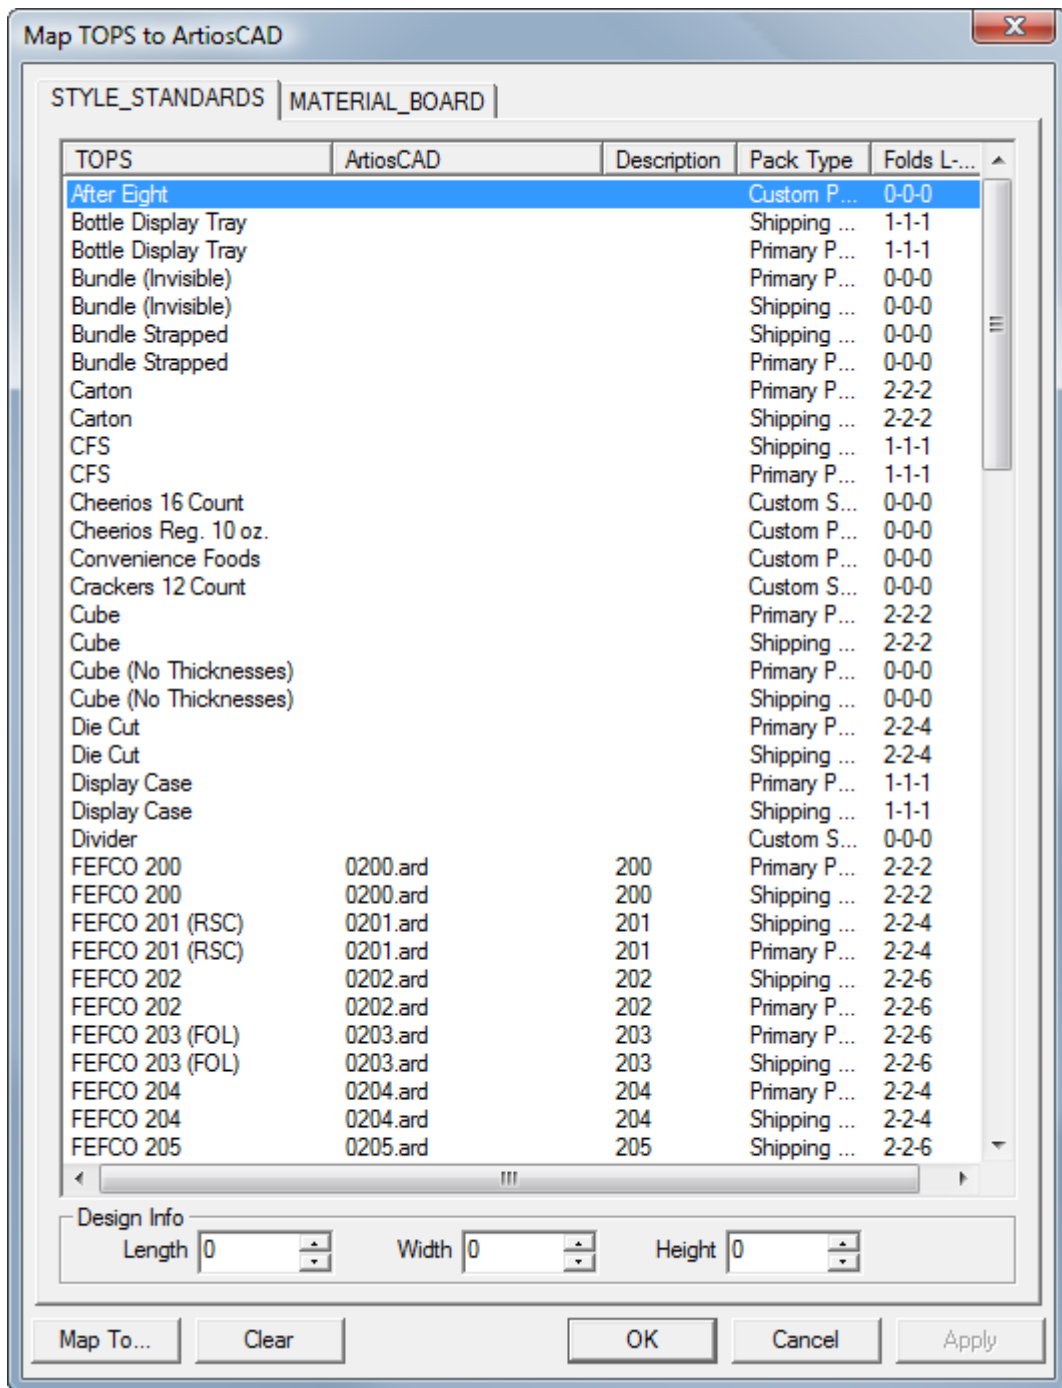 Map TOPS to ArtiosCAD
STYLE_STANDARDS MATERIAL_BOARD
TOPS ArtiosCAD Description Pack Type Folds L-...
After Eight Custom P... 0-0-0
Bottle Display Tray Shipping ... 1-1-1
Bottle Display Tray Primary P... 1-1-1
Bundle (Invisible) Primary P... 0-0-0
Bundle (Invisible) Shipping ... 0-0-0
Bundle Strapped Shipping ... 0-0-0
Bundle Strapped Primary P... 0-0-0
Carton Primary P... 2-2-2
Carton Shipping ... 2-2-2
CFS Shipping ... 1-1-1
CFS Primary P... 1-1-1
Cheerios 16 Count Custom S... 0-0-0
Cheerios Reg. 10 oz. Custom P... 0-0-0
Convenience Foods Custom P... 0-0-0
Crackers 12 Count Custom S... 0-0-0
Cube Primary P... 2-2-2
Cube Shipping ... 2-2-2
Cube (No Thicknesses) Primary P... 0-0-0
Cube (No Thicknesses) Shipping ... 0-0-0
Die Cut Primary P... 2-2-4
Die Cut Shipping ... 2-2-4
Display Case Primary P... 1-1-1
Display Case Shipping ... 1-1-1
Divider Custom S... 0-0-0
FEFCO 200 0200.ard 200 Primary P... 2-2-2
FEFCO 200 0200.ard 200 Shipping ... 2-2-2
FEFCO 201 (RSC) 0201.ard 201 Shipping ... 2-2-4
FEFCO 201 (RSC) 0201.ard 201 Primary P... 2-2-4
FEFCO 202 0202.ard 202 Shipping ... 2-2-6
FEFCO 202 0202.ard 202 Primary P... 2-2-6
FEFCO 203 (FOL) 0203.ard 203 Primary P... 2-2-6
FEFCO 203 (FOL) 0203.ard 203 Shipping ... 2-2-6
FEFCO 204 0204.ard 204 Primary P... 2-2-4
FEFCO 204 0204.ard 204 Shipping ... 2-2-4
FEFCO 205 0205.ard 205 Shipping ... 2-2-6
Design Info
Length 0 Width 0 Height 0
Map To... Clear OK Cancel Apply